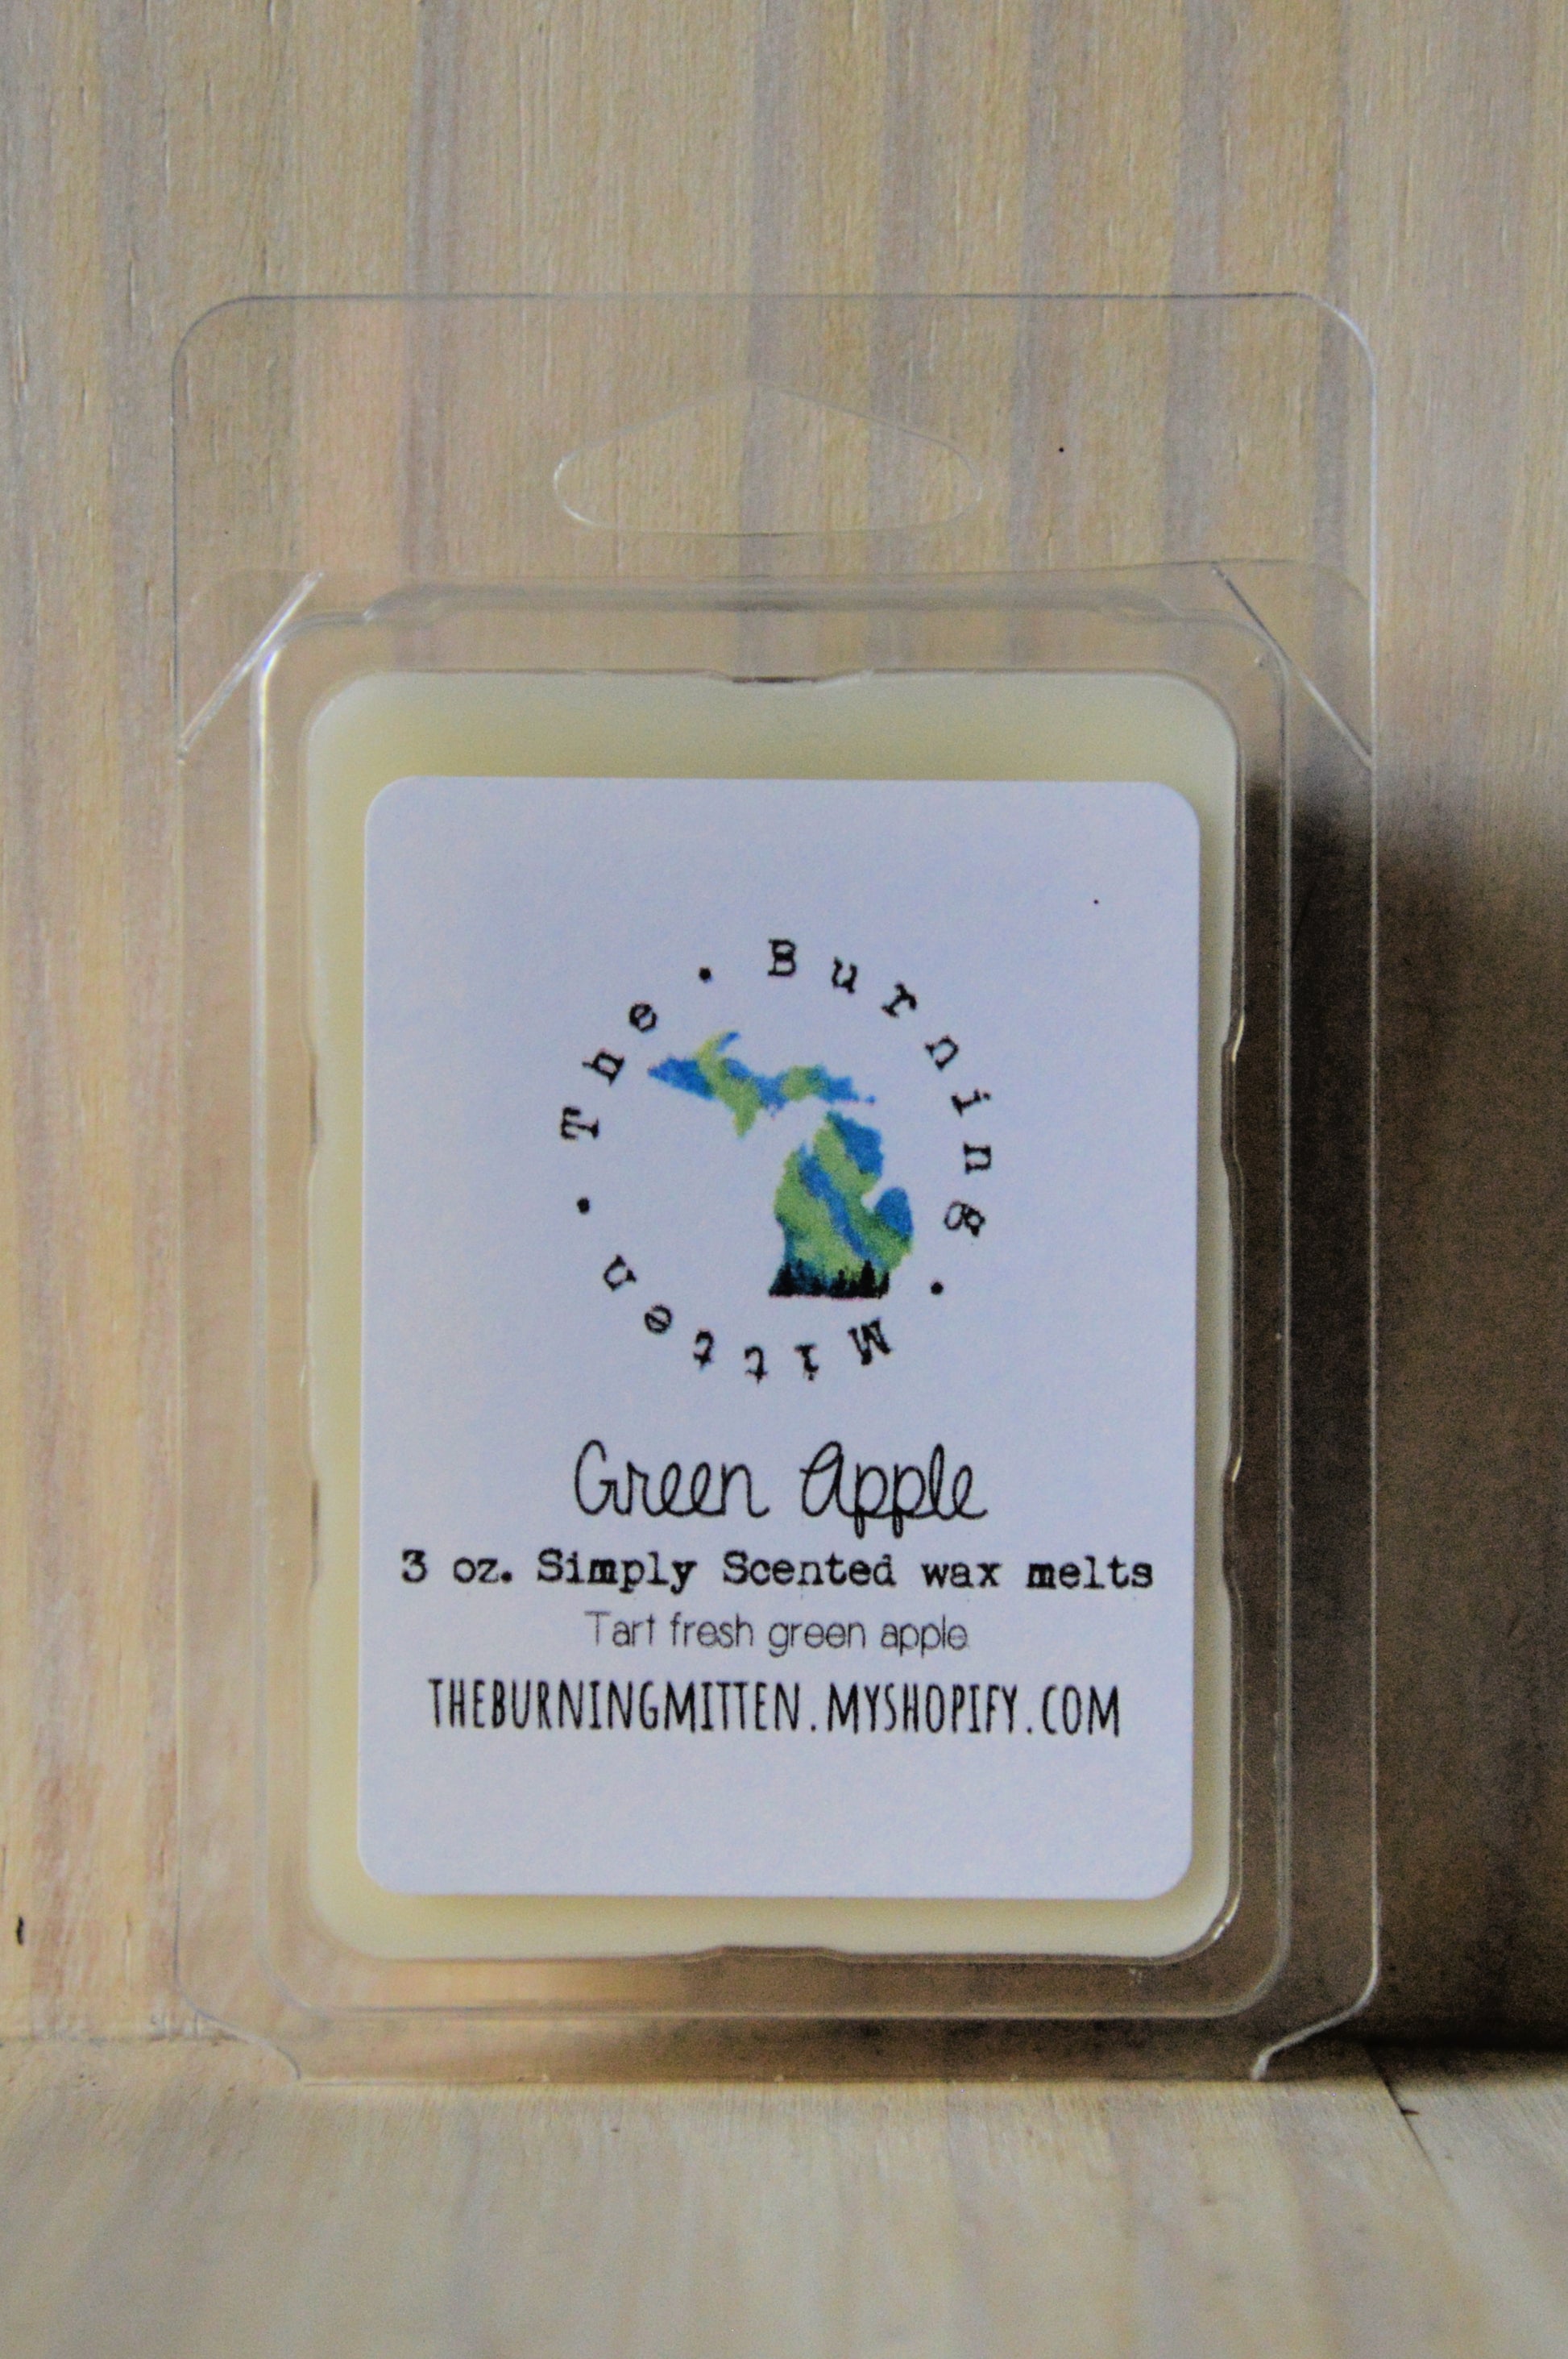 The . Burning . Mitten .
Green Apple
3 oz. Simply Scented wax melts
Tart fresh green apple
THEBURNINGMITTEN.MYSHOPIFY.COM